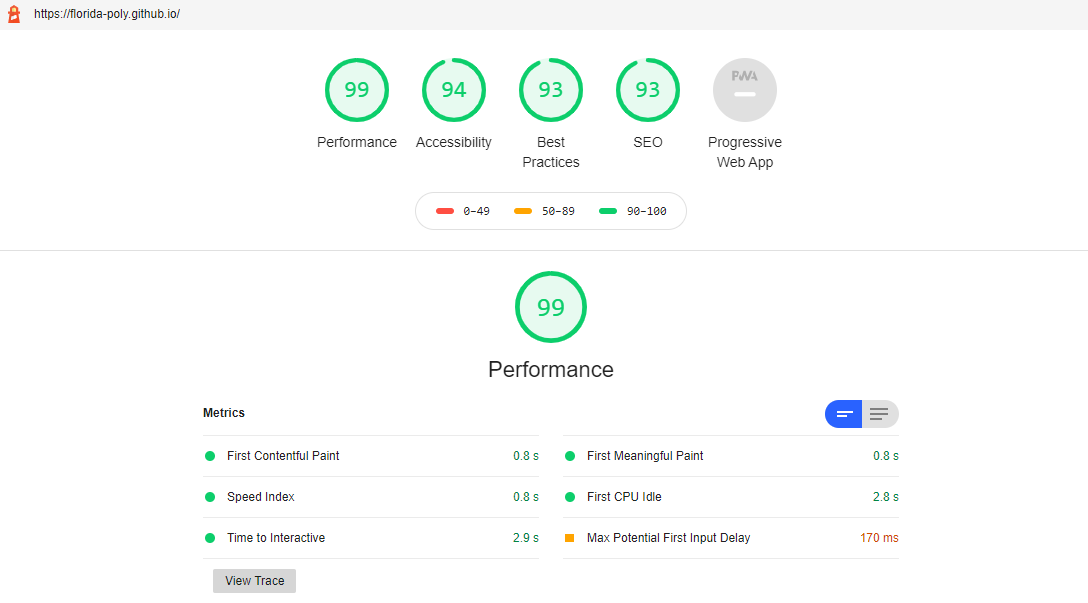 https://florida-poly.github.io/
99 94 93 93 PWA
Performance Accessibility Best Practices SEO Progressive Web App
0–49 50–89 90–100
99
Performance
Metrics
First Contentful Paint 0.8 s
First Meaningful Paint 0.8 s
Speed Index 0.8 s
First CPU Idle 2.8 s
Time to Interactive 2.9 s
Max Potential First Input Delay 170 ms
View Trace